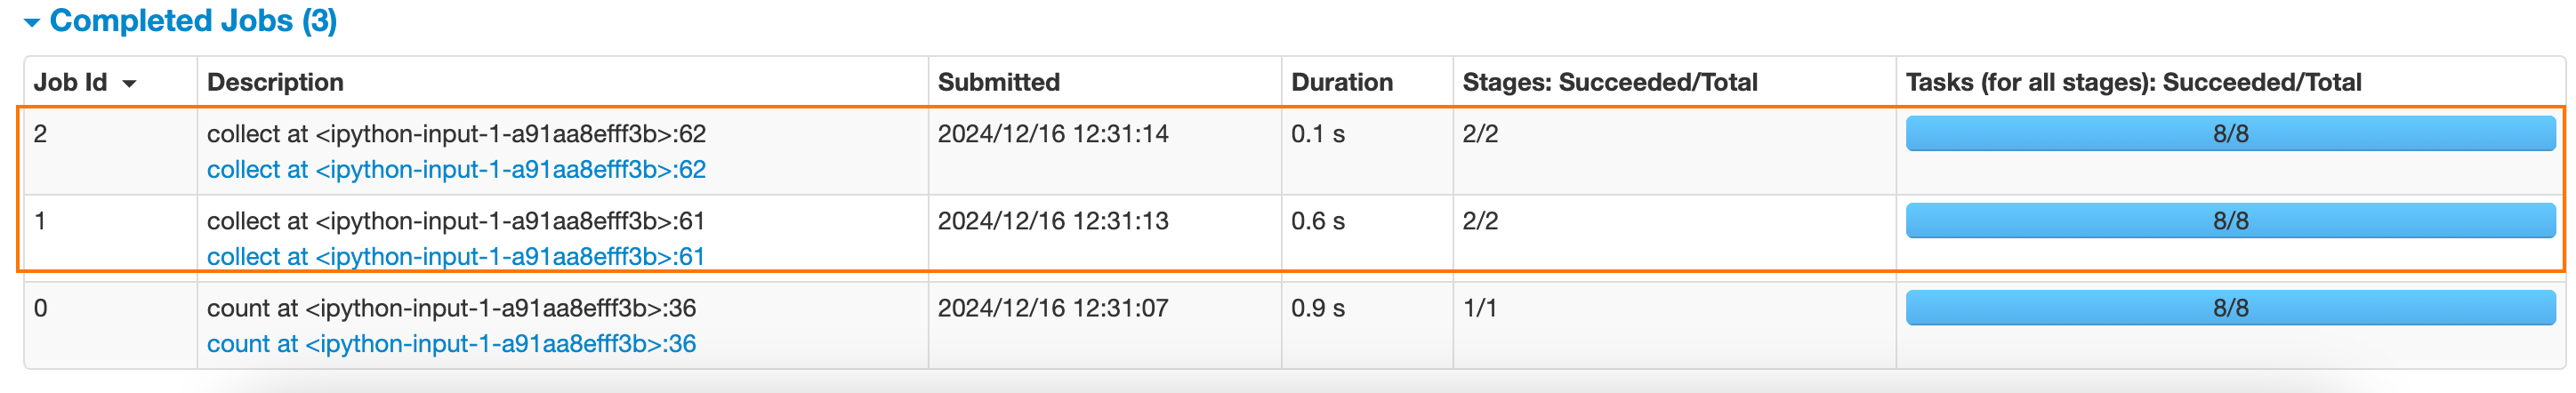 Completed Jobs (3)
Job Id Description Submitted Duration Stages: Succeeded/Total Tasks (for all stages): Succeeded/Total
2 collect at <ipython-input-1-a91aa8efff3b>:62 2024/12/16 12:31:14 0.1 s 2/2 8/8
collect at <ipython-input-1-a91aa8efff3b>:62
1 collect at <ipython-input-1-a91aa8efff3b>:61 2024/12/16 12:31:13 0.6 s 2/2 8/8
collect at <ipython-input-1-a91aa8efff3b>:61
0 count at <ipython-input-1-a91aa8efff3b>:36 2024/12/16 12:31:07 0.9 s 1/1 8/8
count at <ipython-input-1-a91aa8efff3b>:36